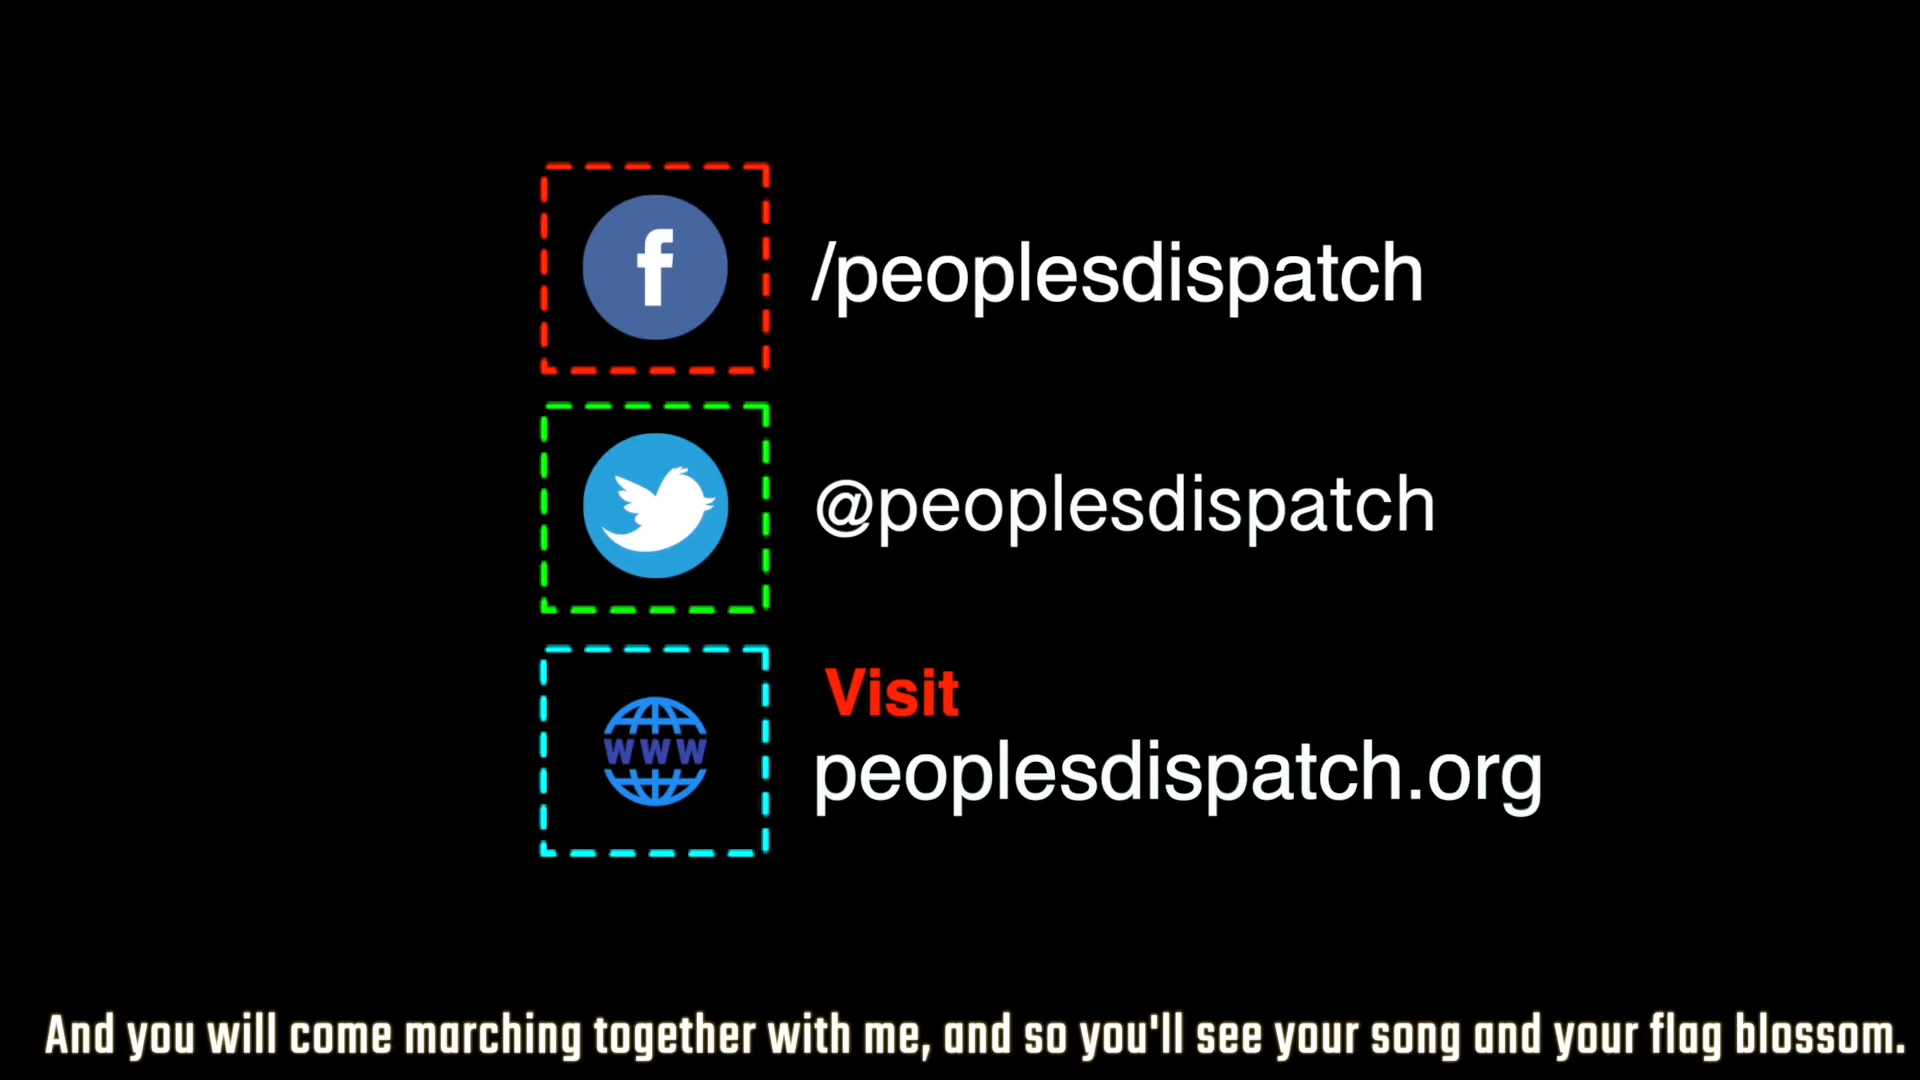 f
/peoplesdispatch
@peoplesdispatch
WWW
Visit
peoplesdispatch.org
And you will come marching together with me, and so you'll see your song and your flag blossom.